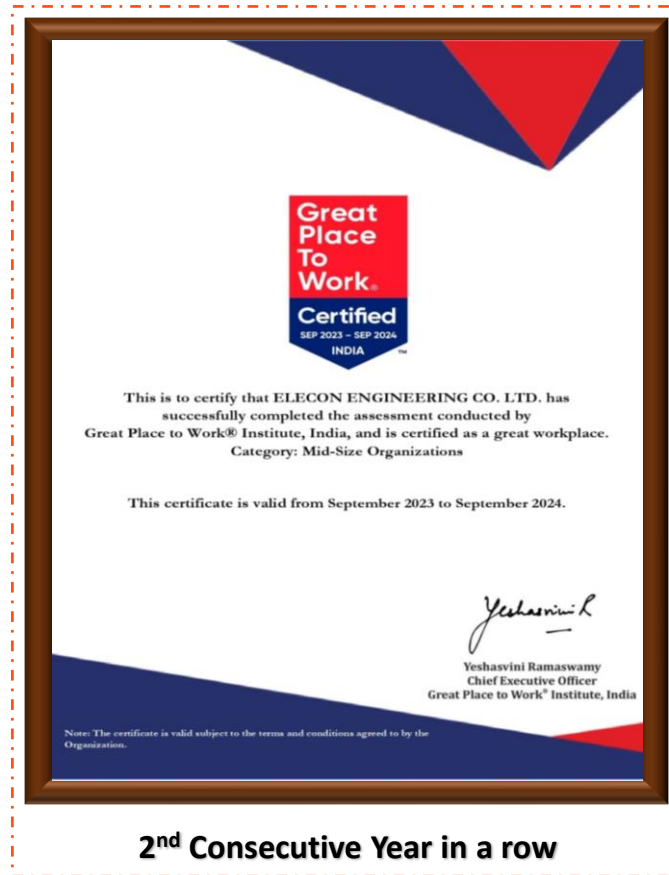 Great
Place
To
Work®
Certified
SEP 2023 – SEP 2024
INDIA
™
This is to certify that ELECON ENGINEERING CO. LTD. has
successfully completed the assessment conducted by
Great Place to Work® Institute, India, and is certified as a great workplace.
Category: Mid-Size Organizations
This certificate is valid from September 2023 to September 2024.
Yeshasvini R
Yeshasvini Ramaswamy
Chief Executive Officer
Great Place to Work® Institute, India
Note: The certificate is valid subject to the terms and conditions agreed to by the
Organization.
2nd Consecutive Year in a row